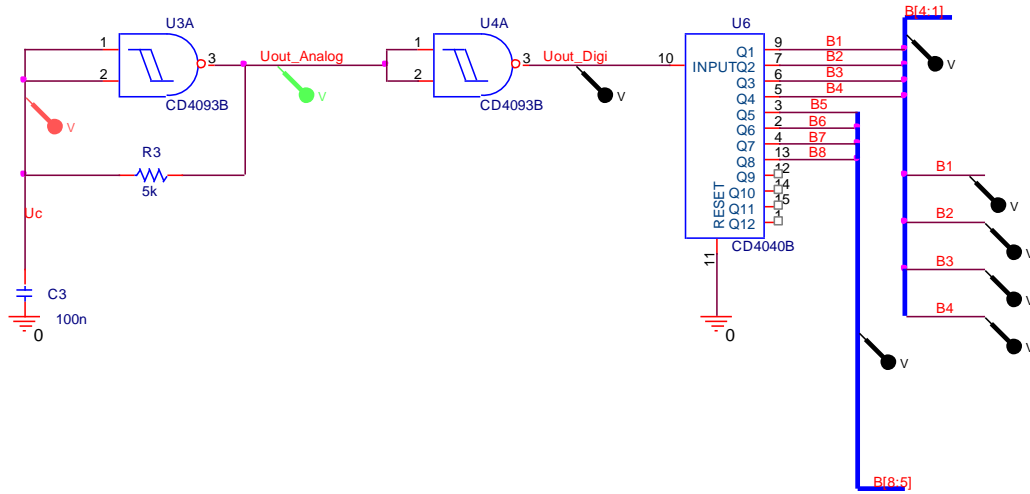 B[4:1]
U3A
U4A
U6
1
2
3
CD4093B
Uout_Analog
1
2
3
CD4093B
Uout_Digi
10
INPUT
RESET
11
CD4040B
Q1 9 B1
Q2 7 B2
Q3 6 B3
Q4 5 B4
Q5 3 B5
Q6 2 B6
Q7 4 B7
Q8 13 B8
Q9 12
Q10 14
Q11 15
Q12 1
V
V
V
V
R3
5k
Uc
C3
100n
0
0
B1
V
B2
V
B3
V
B4
V
V
B[8:5]